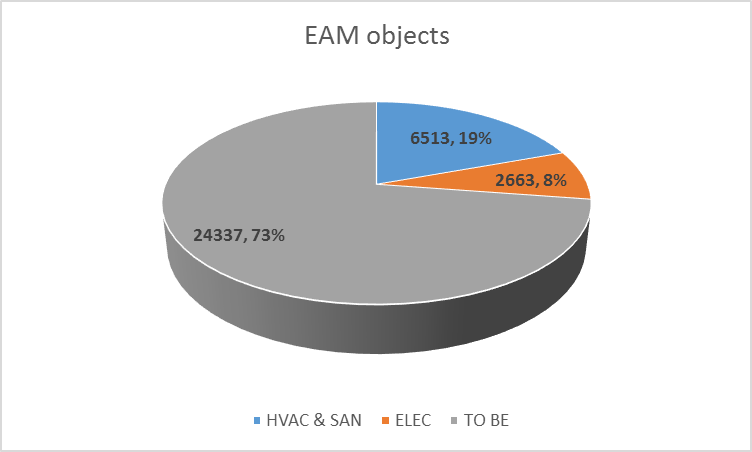 EAM objects
6513, 19%
2663, 8%
24337, 73%
HVAC & SAN ELEC TO BE